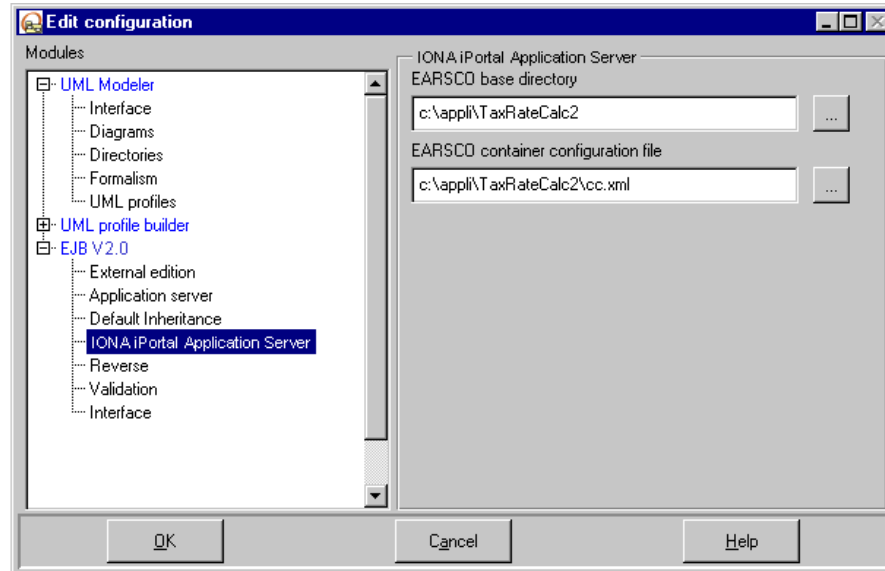 Edit configuration
Modules
UML Modeler
Interface
Diagrams
Directories
Formalism
UML profiles
UML profile builder
EJB V2.0
External edition
Application server
Default Inheritance
IONA iPortal Application Server
Reverse
Validation
Interface
IONA iPortal Application Server
EARSCO base directory
c:\appli\TaxRateCalc2
...
EARSCO container configuration file
c:\appli\TaxRateCalc2\cc.xml
...
OK
Cancel
Help